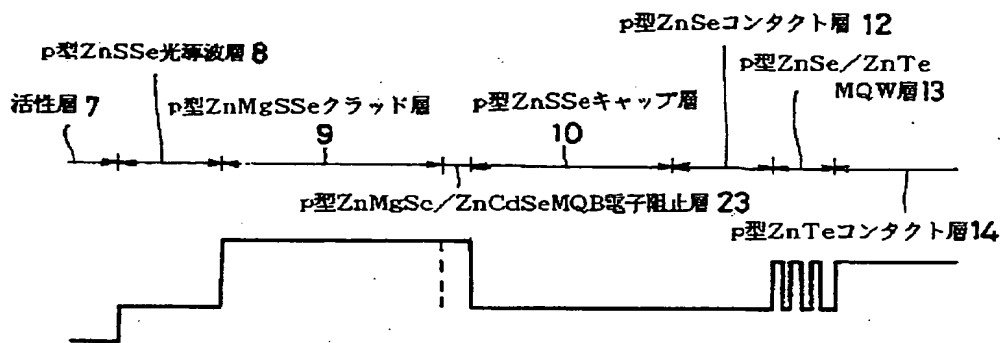 p型ZnSSe光導波層 8
p型ZnSeコンタクト層 12
p型ZnSe／ZnTe
MQW層 13
活性層 7
p型ZnMgSSeクラッド層
9
p型ZnSSeキャップ層
10
p型ZnMgSc／ZnCdSeMQB電子阻止層 23
p型ZnTeコンタクト層 14